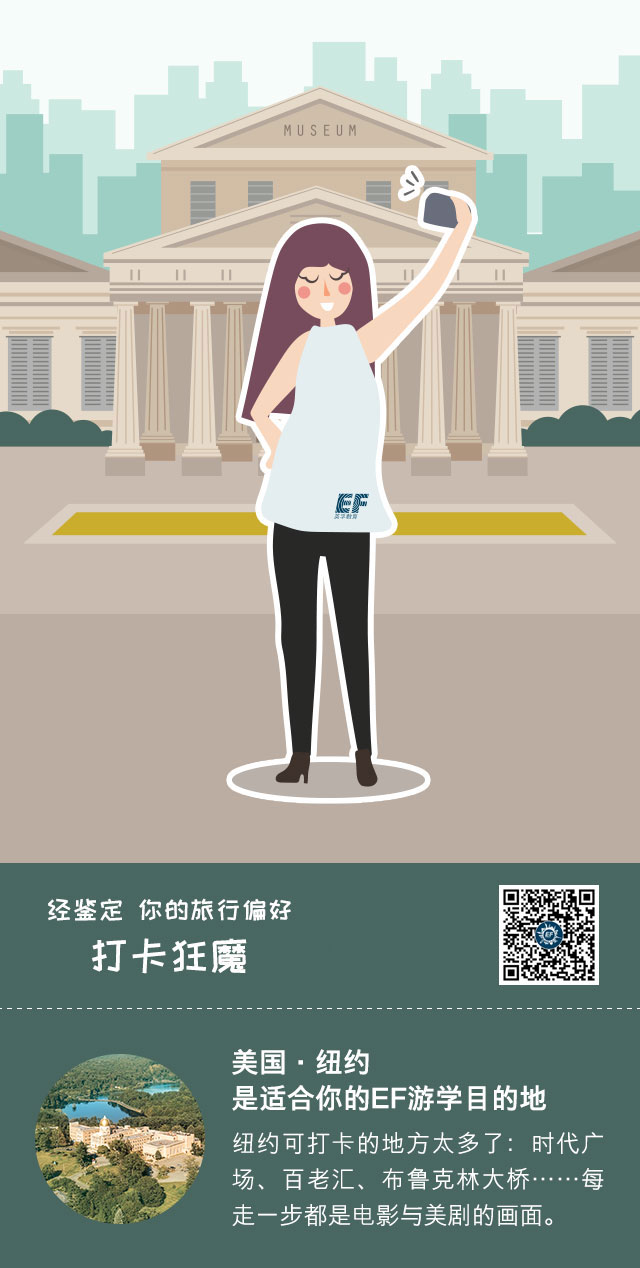 MUSEUM
EF
英孚教育
经鉴定 你的旅行偏好
打卡狂魔
EF
美国·纽约
是适合你的EF游学目的地
纽约可打卡的地方太多了：时代广
场、百老汇、布鲁克林大桥……每
走一步都是电影与美剧的画面。